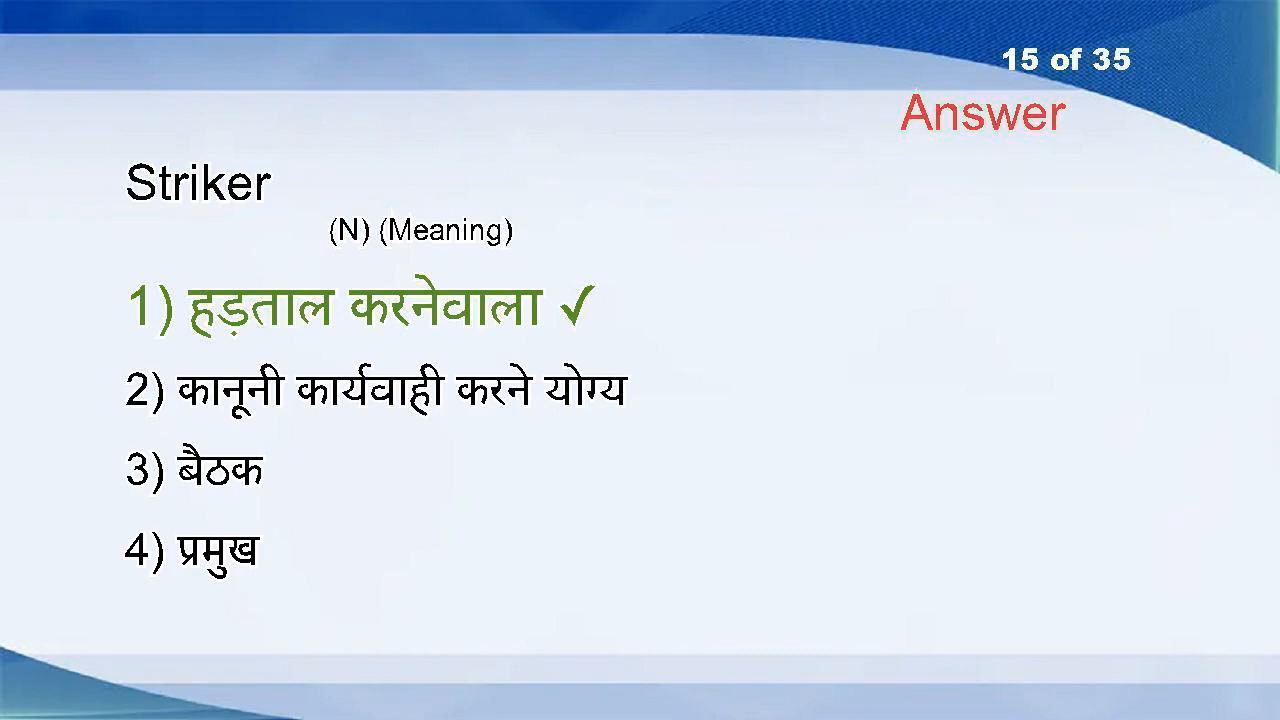 15 of 35
Answer
Striker
(N) (Meaning)
1) हड़ताल करनेवाला ✓
2) कानूनी कार्यवाही करने योग्य
3) बैठक
4) प्रमुख